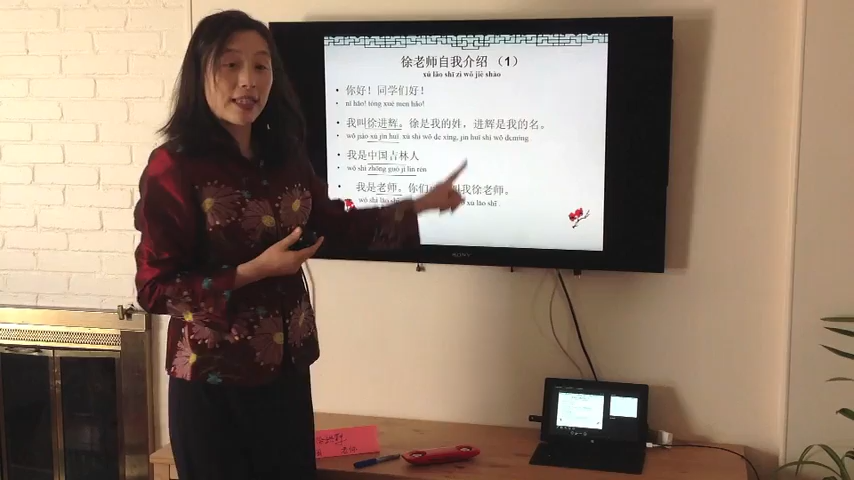 徐老师自我介绍 （1）
xú lǎo shī zì wǒ jiè shào
• 你好！同学们好！
• nǐ hǎo! tóng xué men hǎo!
• 我叫徐进辉。徐是我的姓，进辉是我的名。
• wǒ jiào xú jìn huī. xú shì wǒ de xìng, jìn huī shì wǒ de míng
• 我是中国吉林人
• wǒ shì zhōng guó jí lín rén
• 我是老师。你们 叫我徐老师。
wǒ shì lǎo shī xú lǎo shī .
SONY